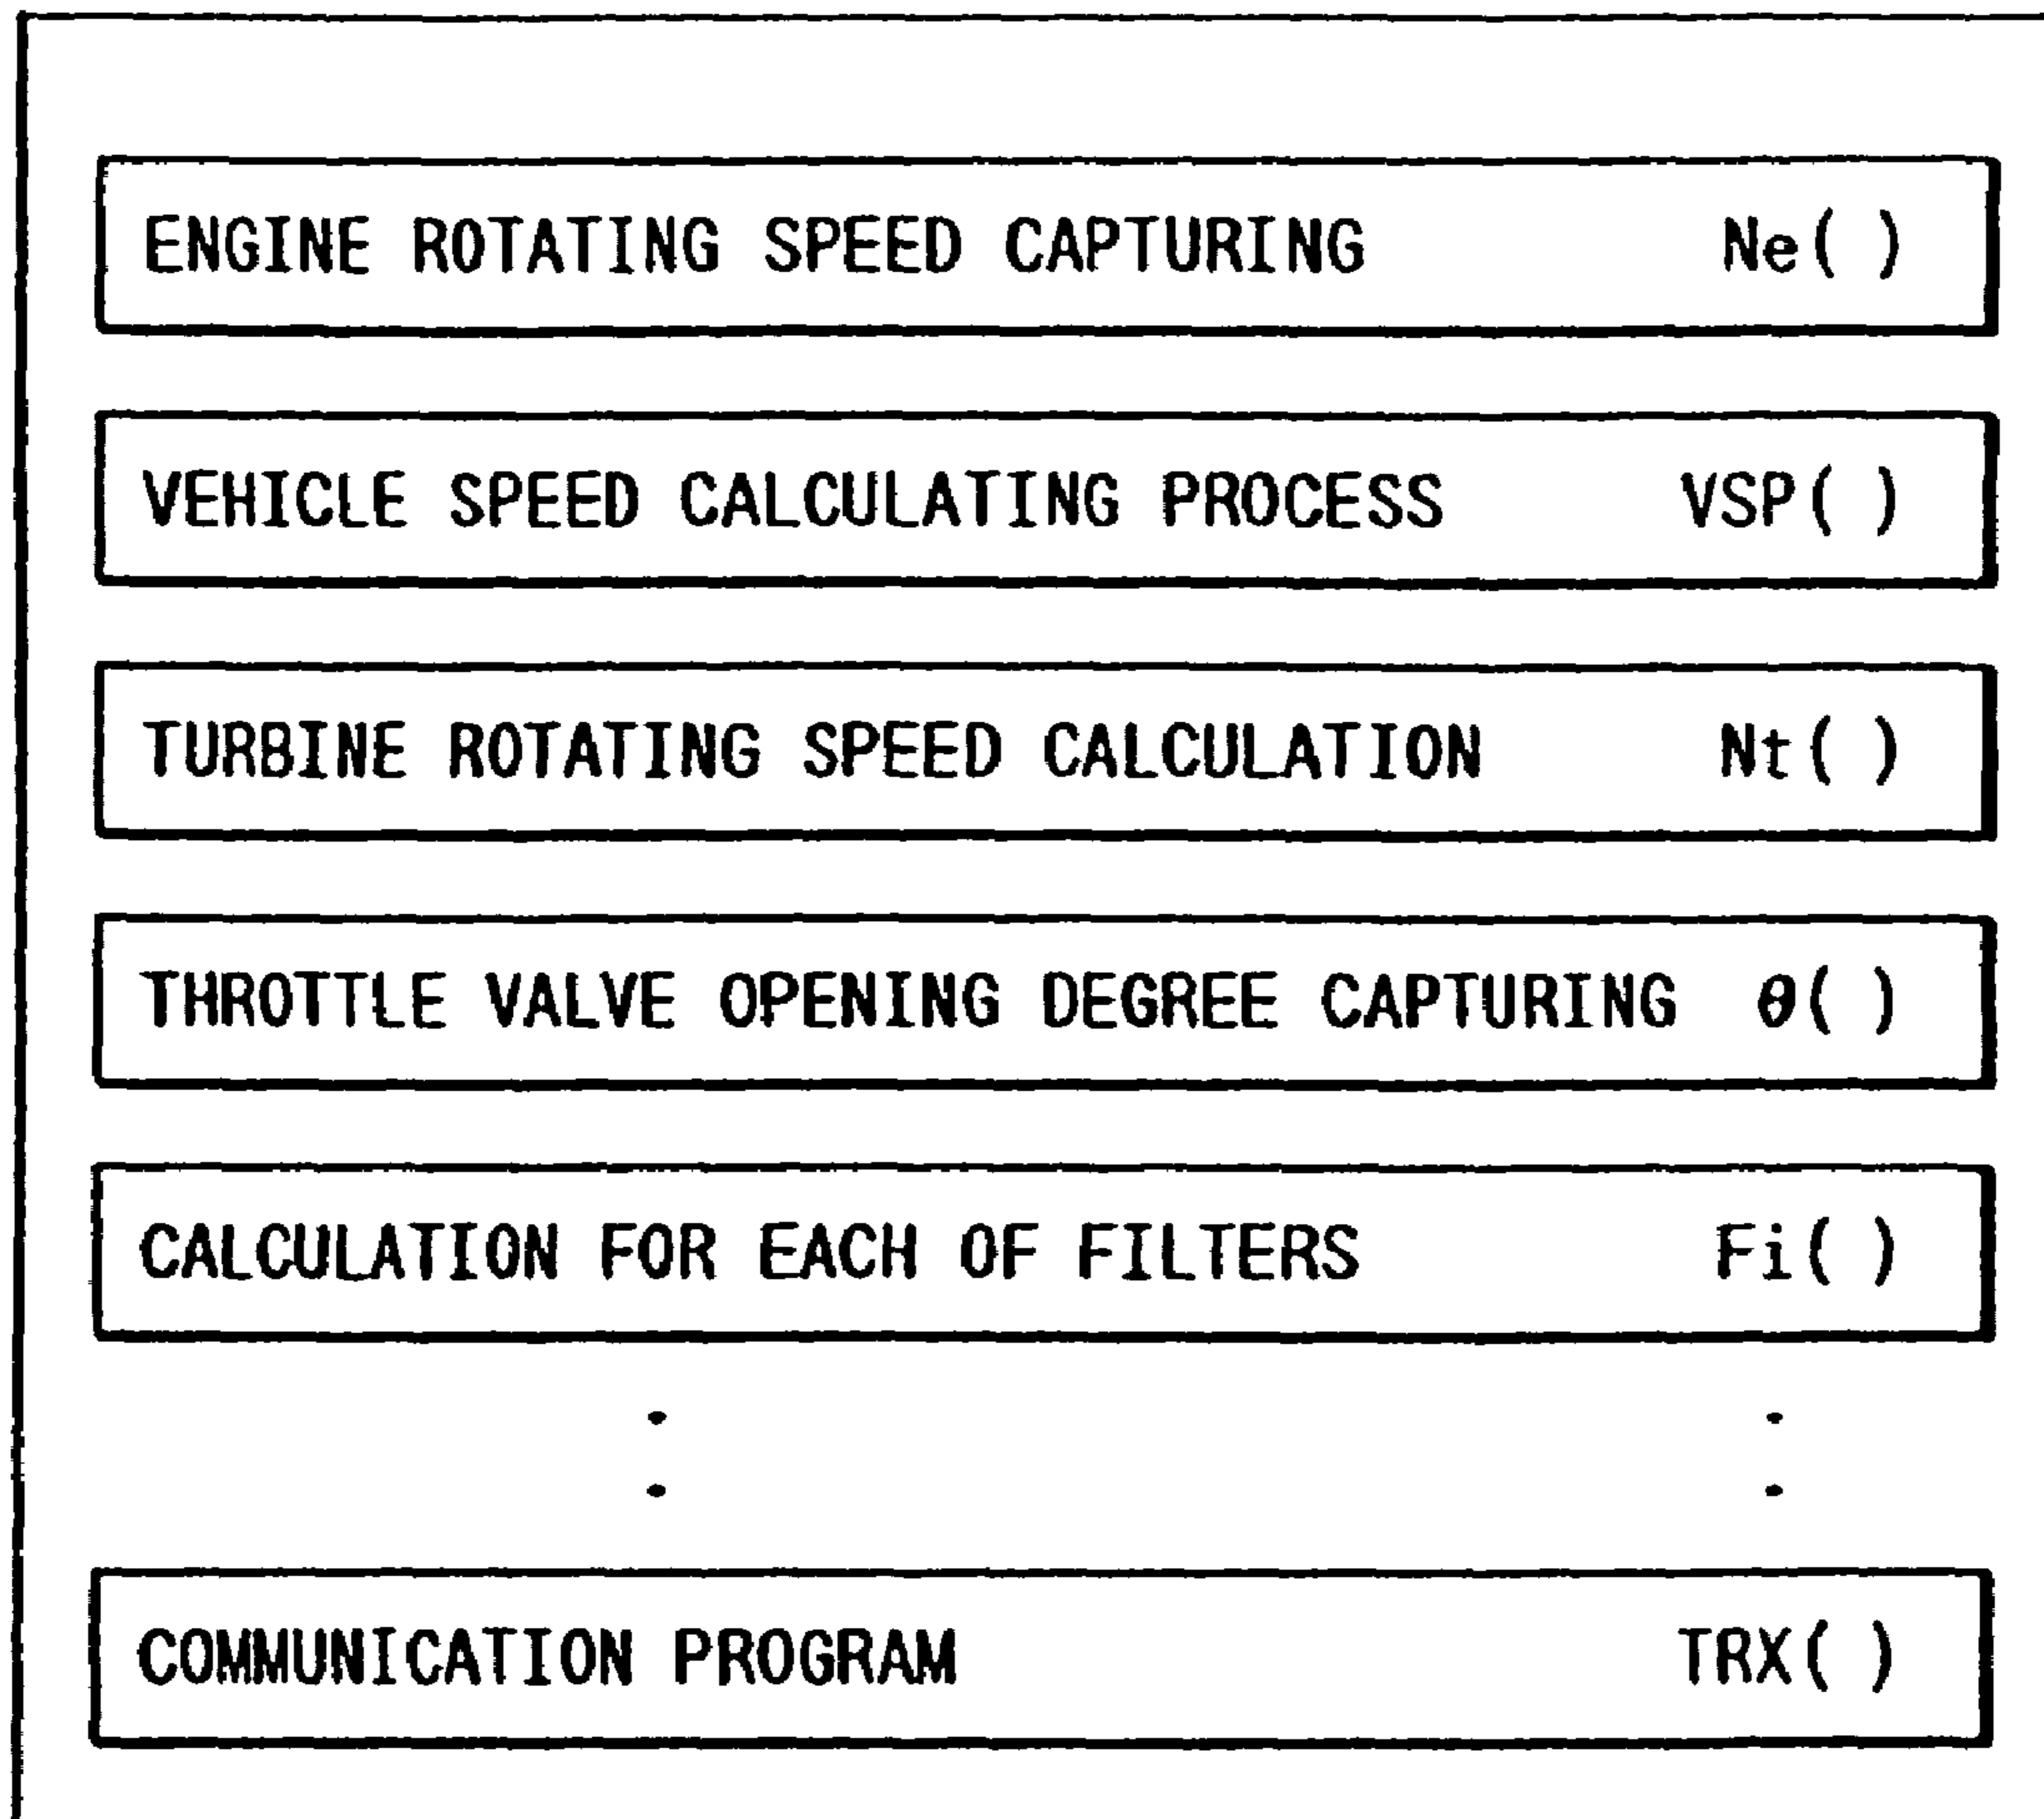 ENGINE ROTATING SPEED CAPTURING Ne( )
VEHICLE SPEED CALCULATING PROCESS VSP( )
TURBINE ROTATING SPEED CALCULATION Nt( )
THROTTLE VALVE OPENING DEGREE CAPTURING θ( )
CALCULATION FOR EACH OF FILTERS Fi( )
: :
COMMUNICATION PROGRAM TRX( )